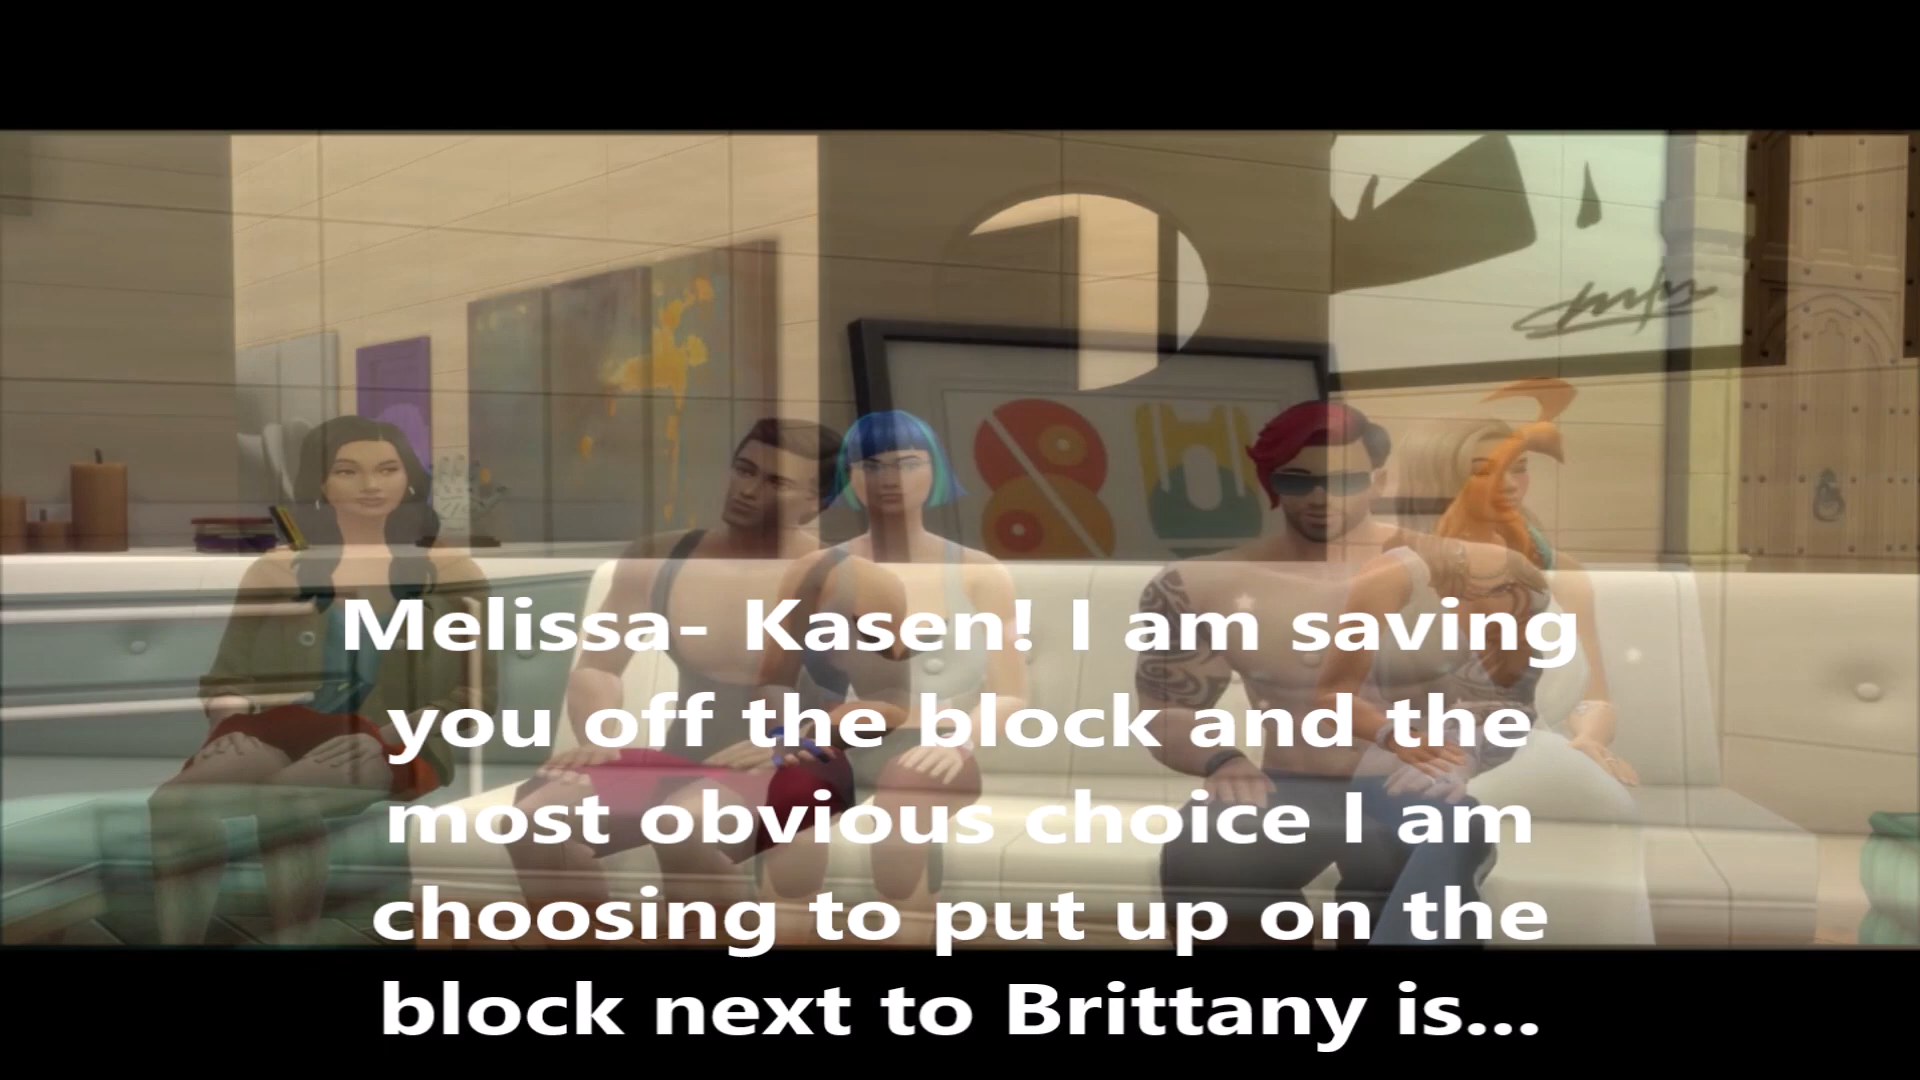 Melissa- Kasen! I am saving
you off the block and the
most obvious choice I am
choosing to put up on the
block next to Brittany is...